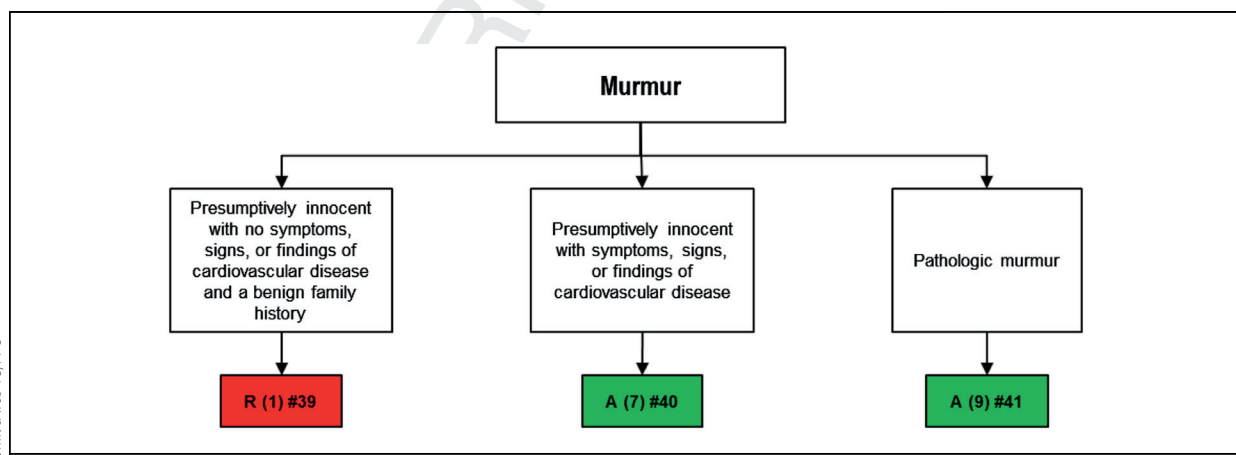 Murmur
Presumptively innocent
with no symptoms,
signs, or findings of
cardiovascular disease
and a benign family
history
Presumptively innocent
with symptoms, signs,
or findings of
cardiovascular disease
Pathologic murmur
R (1) #39
A (7) #40
A (9) #41